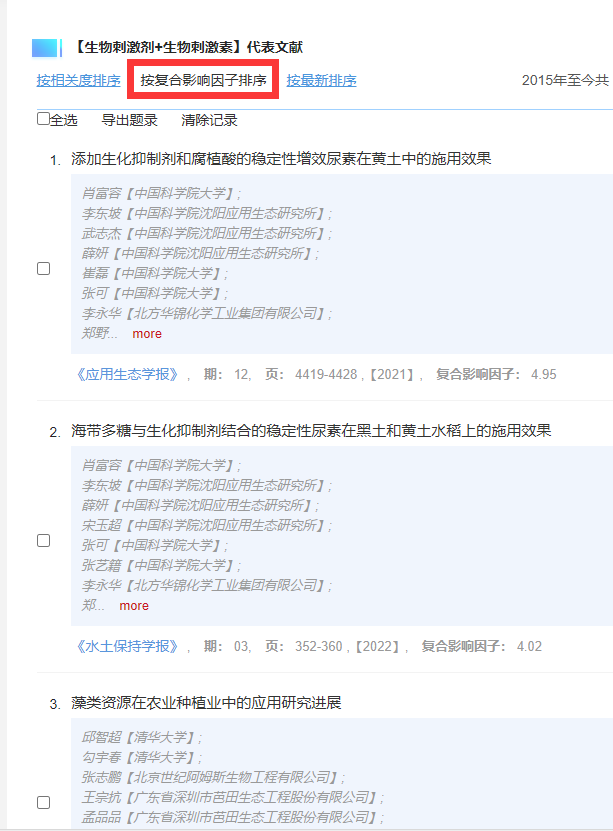 【生物刺激剂+生物刺激素】代表文献
按相关度排序 按复合影响因子排序 按最新排序 2015年至今共
全选 导出题录 清除记录
1. 添加生化抑制剂和腐植酸的稳定性增效尿素在黄土中的施用效果
肖富容【中国科学院大学】;
李东坡【中国科学院沈阳应用生态研究所】;
武志杰【中国科学院沈阳应用生态研究所】;
薛妍【中国科学院沈阳应用生态研究所】;
崔磊【中国科学院大学】;
张可【中国科学院大学】;
李永华【北方华锦化学工业集团有限公司】;
郑野... more
《应用生态学报》, 期： 12, 页： 4419-4428 ,【2021】, 复合影响因子： 4.95
2. 海带多糖与生化抑制剂结合的稳定性尿素在黑土和黄土水稻上的施用效果
肖富容【中国科学院大学】;
李东坡【中国科学院沈阳应用生态研究所】;
薛妍【中国科学院沈阳应用生态研究所】;
宋玉超【中国科学院沈阳应用生态研究所】;
张可【中国科学院大学】;
张艺籍【中国科学院大学】;
李永华【北方华锦化学工业集团有限公司】;
郑... more
《水土保持学报》, 期： 03, 页： 352-360 ,【2022】, 复合影响因子： 4.02
3. 藻类资源在农业种植业中的应用研究进展
邱智超【清华大学】;
勾宇春【清华大学】;
张志鹏【北京世纪阿姆斯生物工程有限公司】;
王宗抗【广东省深圳市芭田生态工程股份有限公司】;
孟品品【广东省深圳市芭田生态工程股份有限公司】;